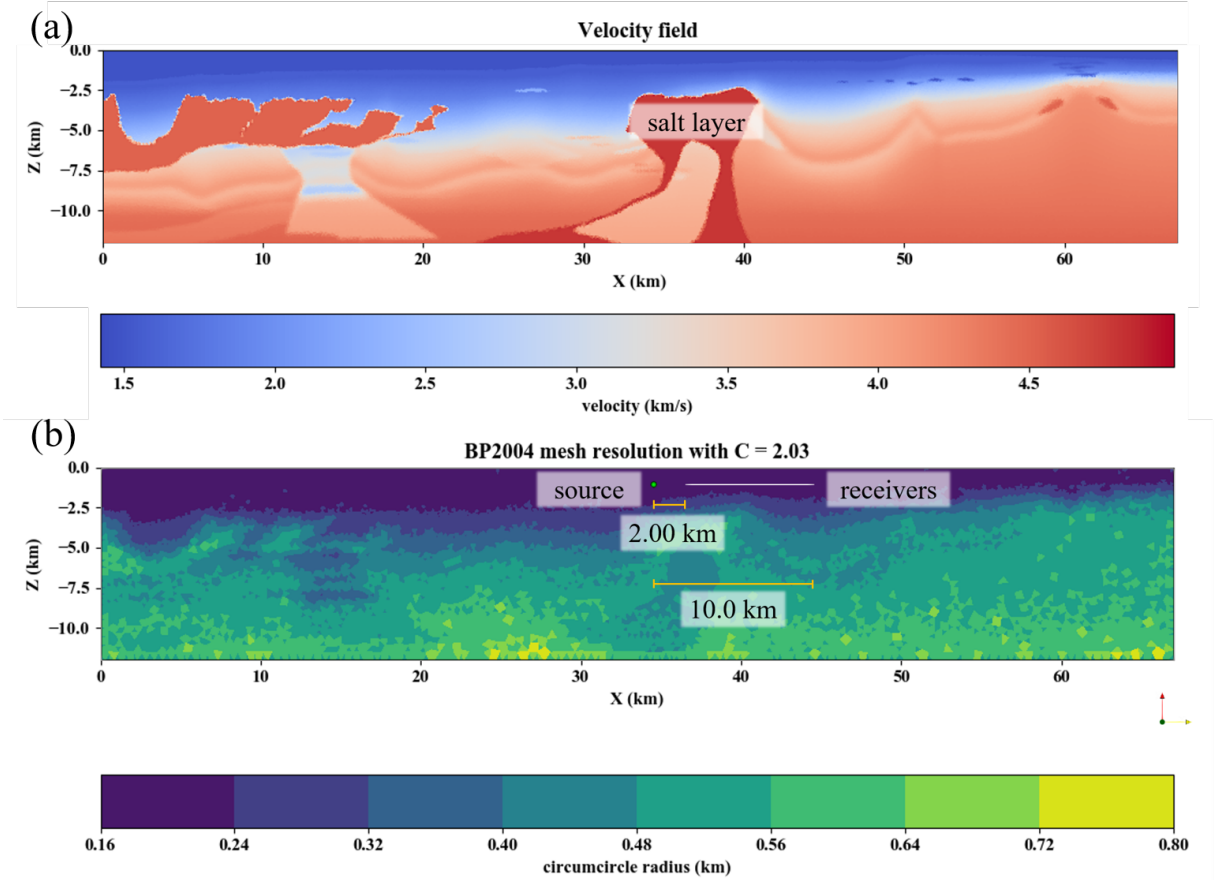 (a)
Velocity field
0.0
−2.5
−5.0
−7.5
−10.0
Z (km)
salt layer
0 10 20 30 40 50 60
X (km)
1.5 2.0 2.5 3.0 3.5 4.0 4.5
velocity (km/s)
(b)
BP2004 mesh resolution with C = 2.03
0.0
−2.5
−5.0
−7.5
−10.0
Z (km)
source receivers
2.00 km
10.0 km
0 10 20 30 40 50 60
X (km)
0.16 0.24 0.32 0.40 0.48 0.56 0.64 0.72 0.80
circumcircle radius (km)